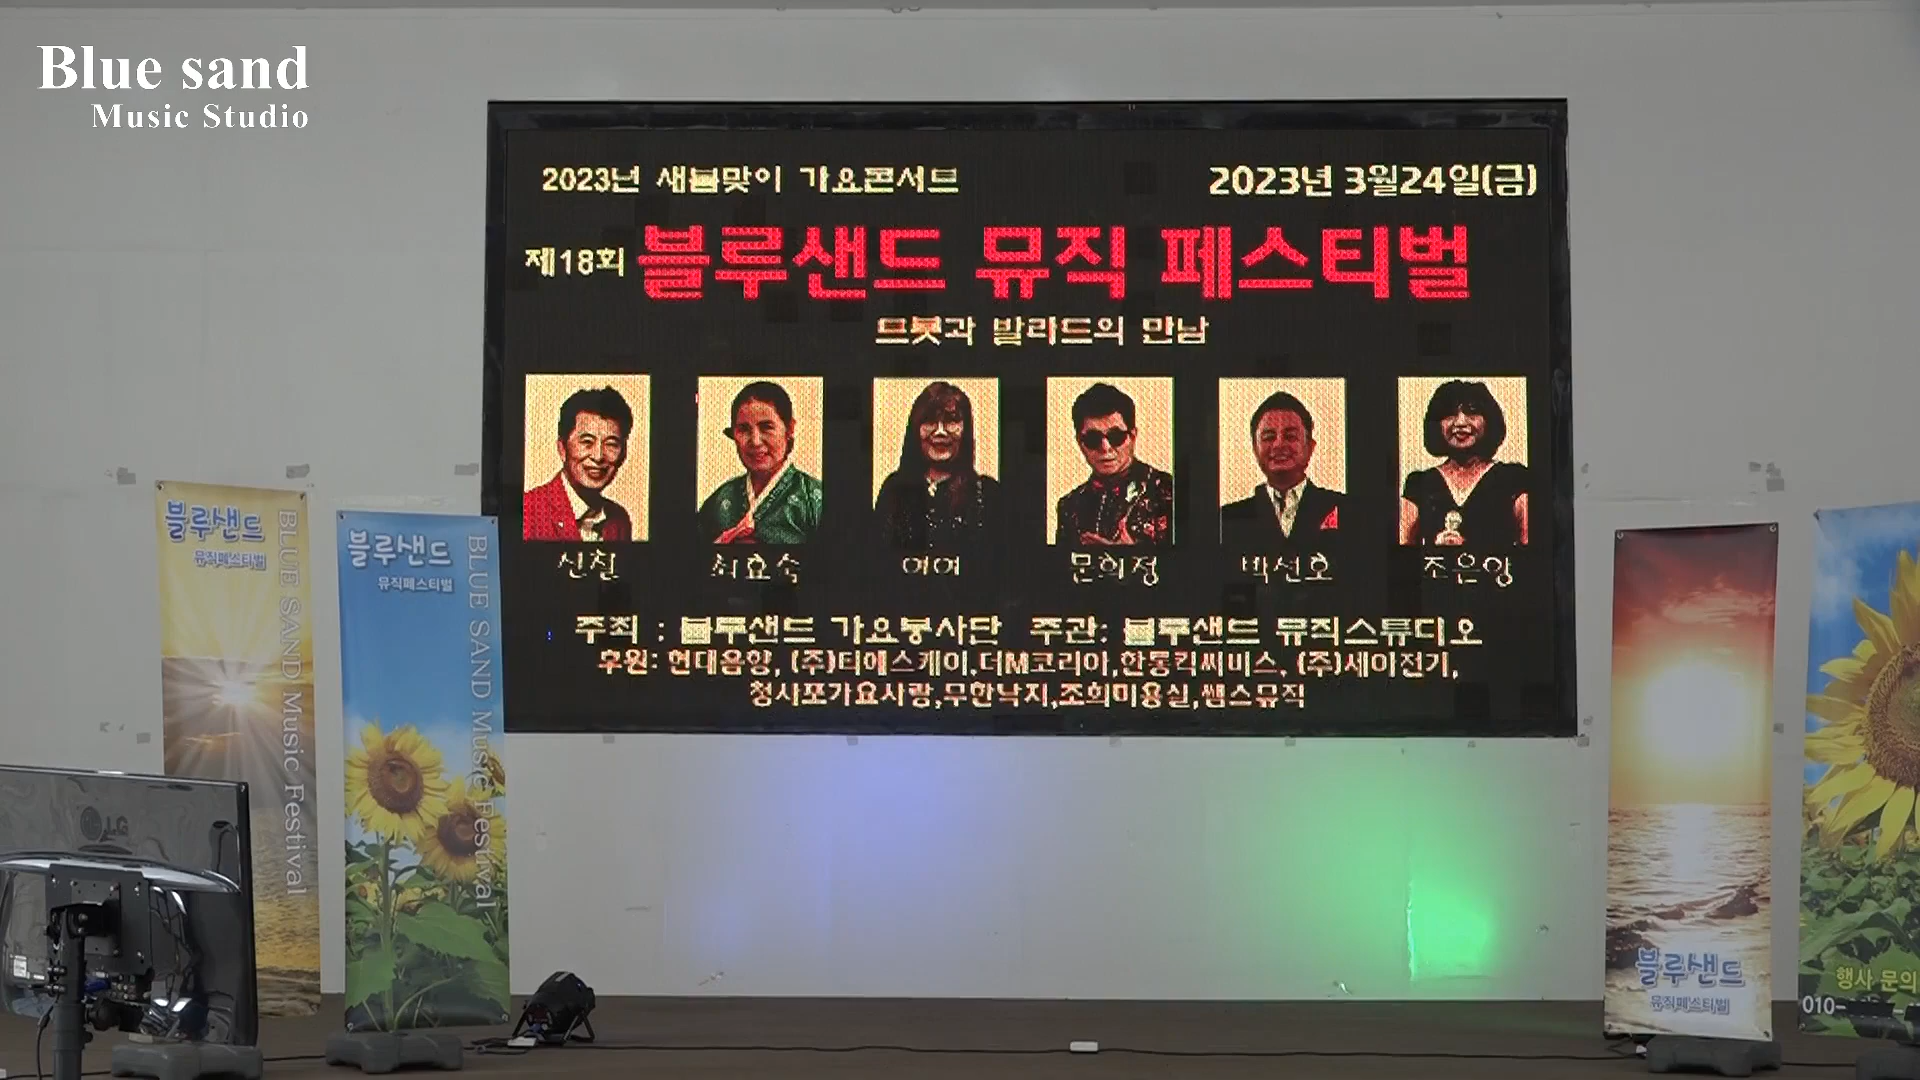 Blue sand
Music Studio
2023년 새봄맞이 가요콘서트
2023년 3월24일(금)
제18회 블루샌드 뮤직 페스티벌
트롯과 발라드의 만남
신철 최효숙 여여 문희정 박선호 조은양
주최 : 블루샌드 가요봉사단 주관: 블루샌드 뮤직스튜디오
후원: 현대음향, (주)티에스케이,더M코리아,한통킥써비스, (주)세아전기,
청사포가요사랑,무한낙지,조희미용실,쌤스뮤직
블루샌드
뮤직페스티벌
BLUE SAND Music Festival
블루샌드
뮤직페스티벌
BLUE SAND Music Festival
블루샌드
뮤직페스티벌
행사 문의
010-
LG